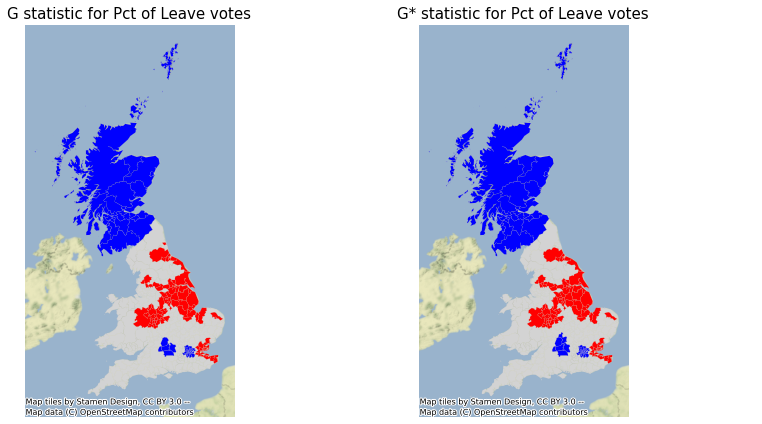 G statistic for Pct of Leave votes
G* statistic for Pct of Leave votes
Map tiles by Stamen Design, CC BY 3.0 --
Map data (C) OpenStreetMap contributors
Map tiles by Stamen Design, CC BY 3.0 --
Map data (C) OpenStreetMap contributors